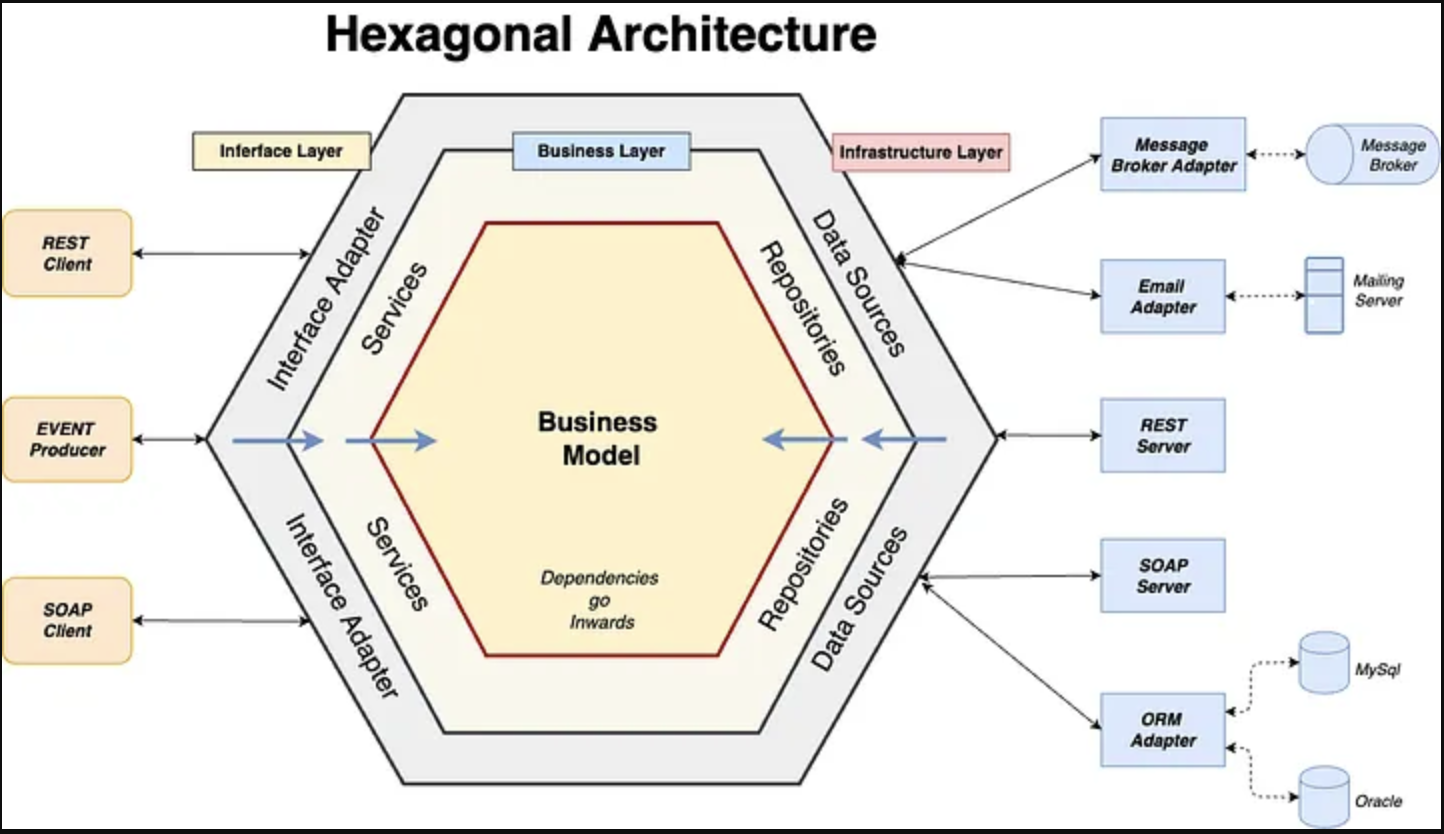 Hexagonal Architecture
Inferface Layer
Business Layer
Infrastructure Layer
REST
Client
EVENT
Producer
SOAP
Client
Interface Adapter
Interface Adapter
Services
Services
Business
Model
Dependencies
go
Inwards
Repositories
Repositories
Data Sources
Data Sources
Message
Broker Adapter
Message
Broker
Email
Adapter
Mailing
Server
REST
Server
SOAP
Server
ORM
Adapter
MySql
Oracle